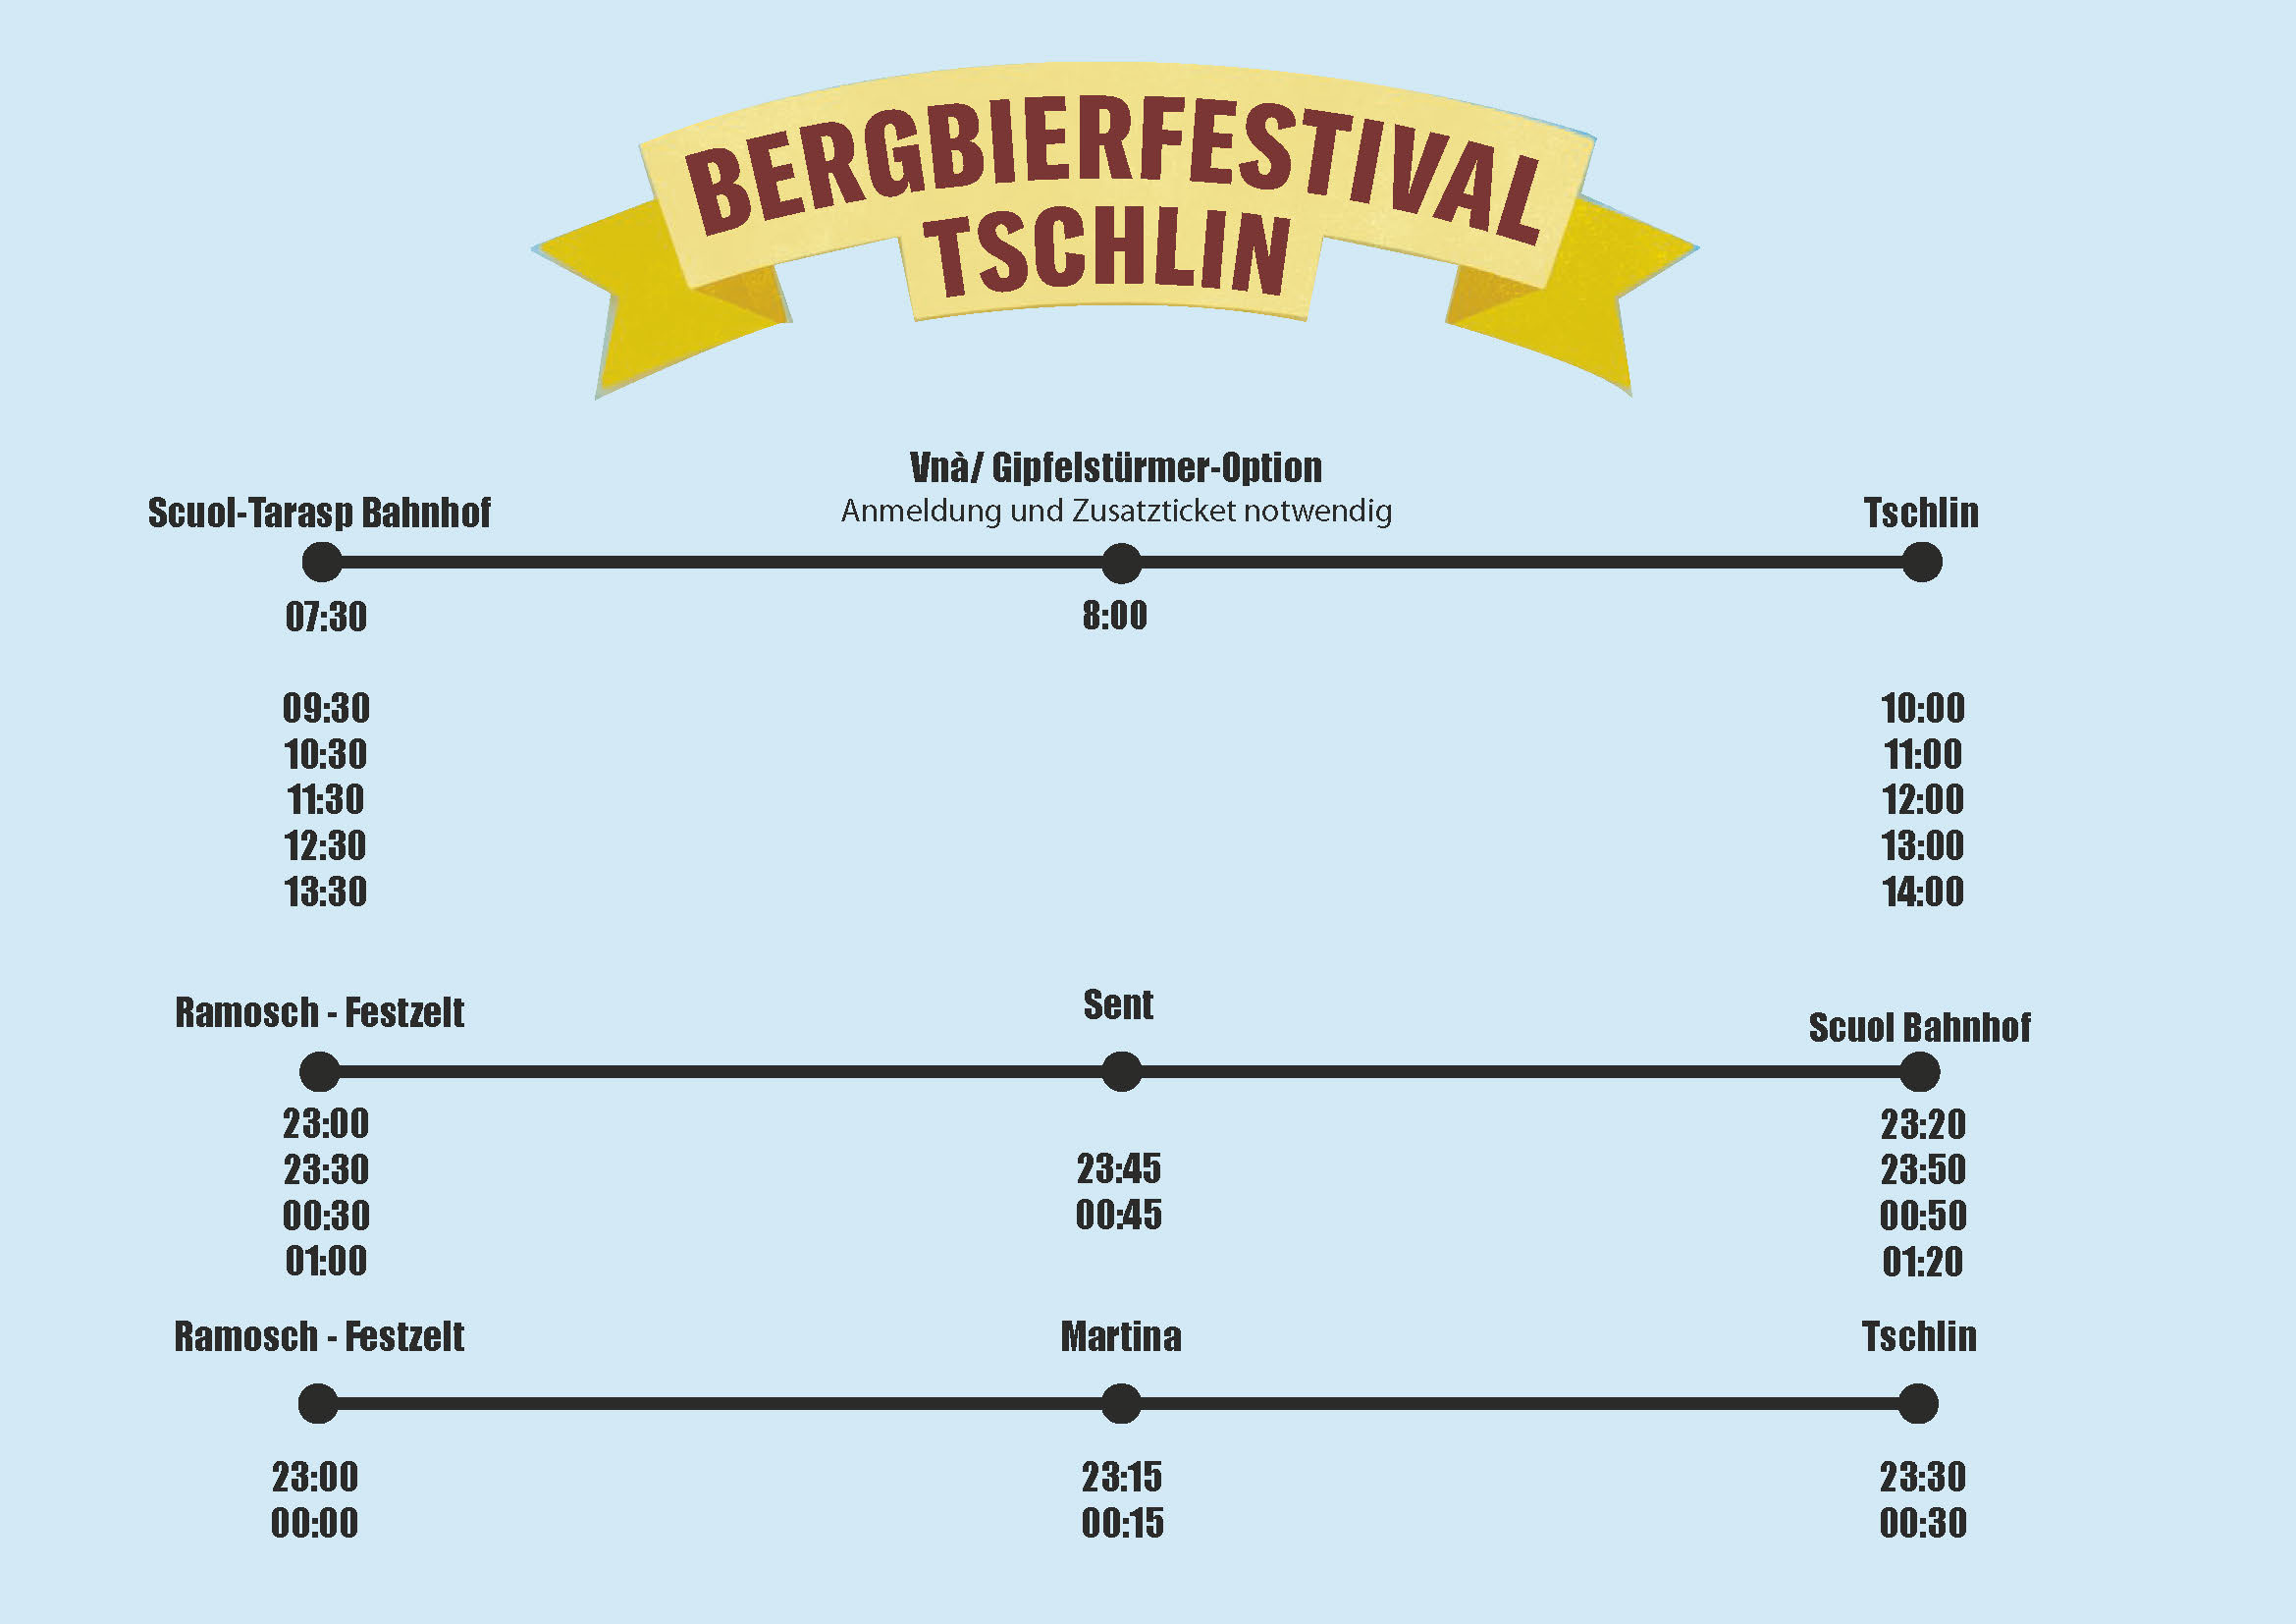 BERGBIERFESTIVAL
TSCHLIN
Vnà/ Gipfelstürmer-Option
Scuol-Tarasp Bahnhof Anmeldung und Zusatzticket notwendig Tschlin
07:30 8:00
09:30 10:00
10:30 11:00
11:30 12:00
12:30 13:00
13:30 14:00
Ramosch - Festzelt Sent Scuol Bahnhof
23:00 23:20
23:30 23:45 23:50
00:30 00:45 00:50
01:00 01:20
Ramosch - Festzelt Martina Tschlin
23:00 23:15 23:30
00:00 00:15 00:30